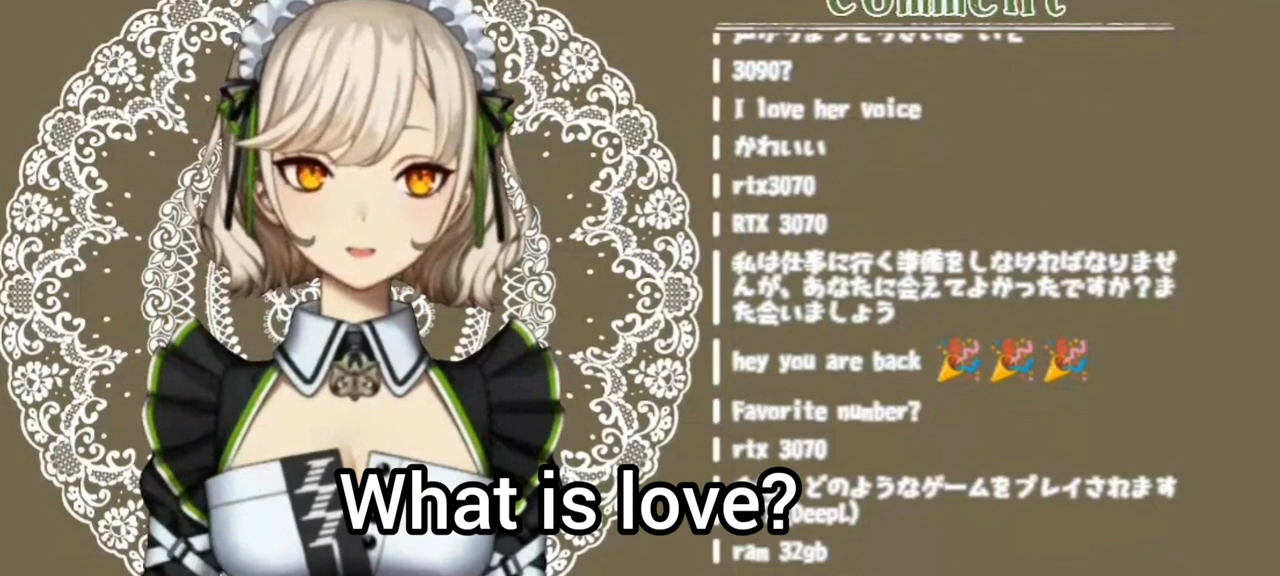 comment
3090?
I love her voice
かわいい
rtx3070
RTX 3070
私は仕事に行く準備をしなければなりませ
んが、あなたに会えてよかったですか？ま
た会いましょう
hey you are back 🎉🎉🎉
Favorite number?
rtx 3070
どのようなゲームをプレイされます
DeepL)
ram 32gb
What is love?